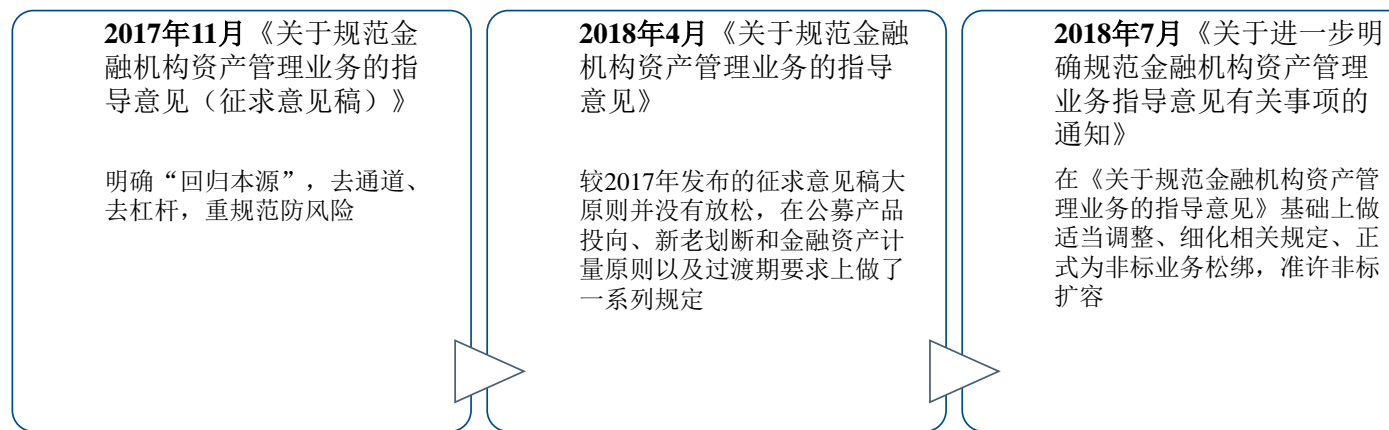 2017年11月《关于规范金
融机构资产管理业务的指
导意见（征求意见稿）》
明确“回归本源”，去通道、
去杠杆，重规范防风险
2018年4月《关于规范金融
机构资产管理业务的指导
意见》
较2017年发布的征求意见稿大
原则并没有放松，在公募产品
投向、新老划断和金融资产计
量原则以及过渡期要求上做了
一系列规定
2018年7月《关于进一步明
确规范金融机构资产管理
业务指导意见有关事项的
通知》
在《关于规范金融机构资产管
理业务的指导意见》基础上做
适当调整、细化相关规定、正
式为非标业务松绑，准许非标
扩容